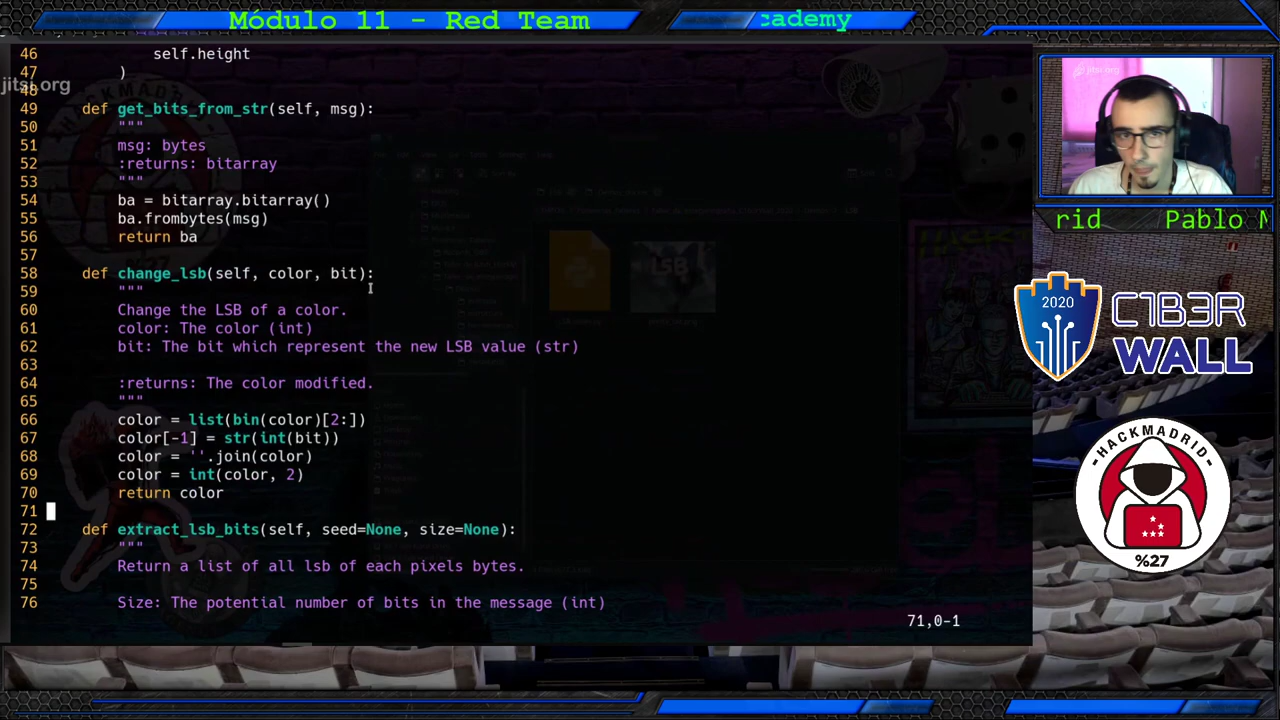 Módulo 11 - Red Team
cademy
jitsi.org
46 self.height
47 )
48
49 def get_bits_from_str(self, msg):
50 """
51 msg: bytes
52 :returns: bitarray
53 """
54 ba = bitarray.bitarray()
55 ba.frombytes(msg)
56 return ba
57
58 def change_lsb(self, color, bit):
59 """
60 Change the LSB of a color.
61 color: The color (int)
62 bit: The bit which represent the new LSB value (str)
63
64 :returns: The color modified.
65 """
66 color = list(bin(color)[2:])
67 color[-1] = str(int(bit))
68 color = ''.join(color)
69 color = int(color, 2)
70 return color
71
72 def extract_lsb_bits(self, seed=None, size=None):
73 """
74 Return a list of all lsb of each pixels bytes.
75
76 Size: The potential number of bits in the message (int)
71,0-1
LSB
jitsi.org
rid Pablo
2020
C1B3R
WALL
HACKMADRID
%27